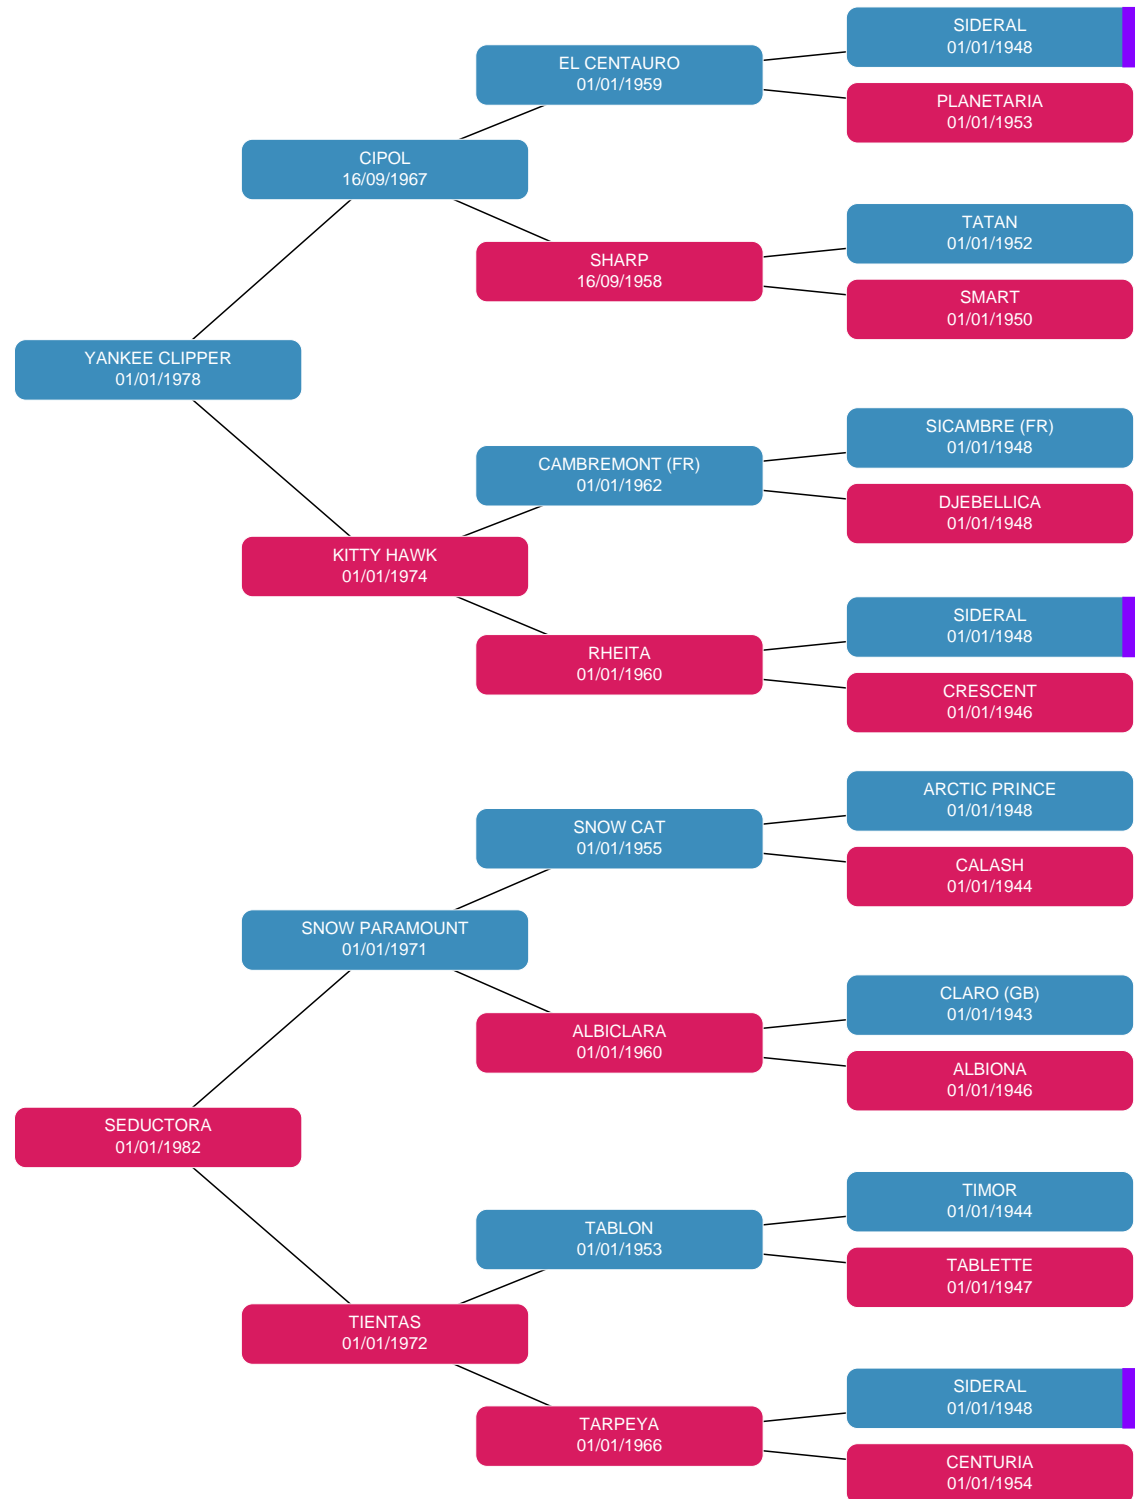 SIDERAL
01/01/1948
EL CENTAURO
01/01/1959
PLANETARIA
01/01/1953
CIPOL
16/09/1967
TATAN
01/01/1952
SHARP
16/09/1958
SMART
01/01/1950
YANKEE CLIPPER
01/01/1978
SICAMBRE (FR)
01/01/1948
CAMBREMONT (FR)
01/01/1962
DJEBELLICA
01/01/1948
KITTY HAWK
01/01/1974
SIDERAL
01/01/1948
RHEITA
01/01/1960
CRESCENT
01/01/1946
ARCTIC PRINCE
01/01/1948
SNOW CAT
01/01/1955
CALASH
01/01/1944
SNOW PARAMOUNT
01/01/1971
CLARO (GB)
01/01/1943
ALBICLARA
01/01/1960
ALBIONA
01/01/1946
SEDUCTORA
01/01/1982
TIMOR
01/01/1944
TABLON
01/01/1953
TABLETTE
01/01/1947
TIENTAS
01/01/1972
SIDERAL
01/01/1948
TARPEYA
01/01/1966
CENTURIA
01/01/1954